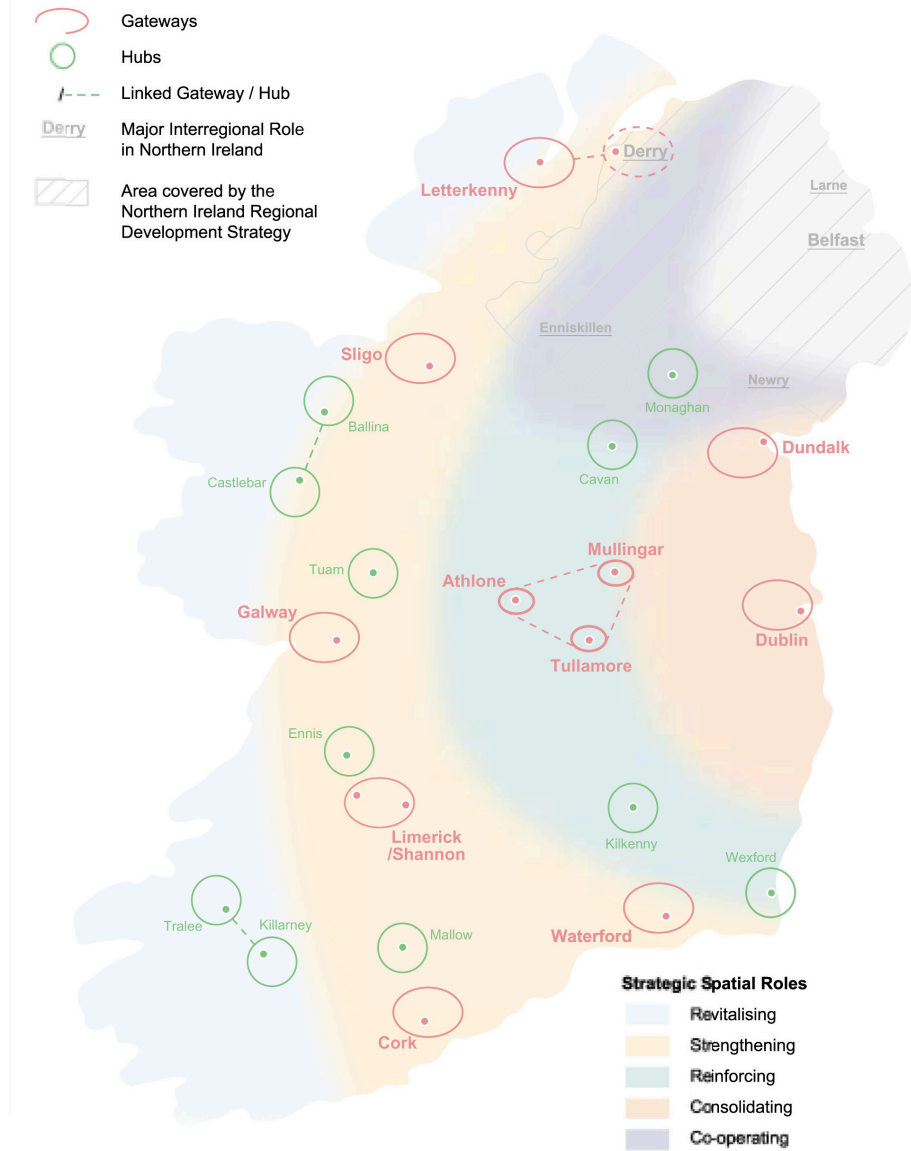 Gateways
Hubs
Linked Gateway / Hub
Derry
Major Interregional Role
in Northern Ireland
Area covered by the
Northern Ireland Regional
Development Strategy
Derry
Letterkenny
Larne
Belfast
Enniskillen
Sligo
Newry
Monaghan
Ballina
Dundalk
Castlebar
Cavan
Mullingar
Tuam
Athlone
Galway
Dublin
Tullamore
Ennis
Limerick
/Shannon
Kilkenny
Wexford
Tralee
Killarney
Mallow
Waterford
Cork
Strategic Spatial Roles
Revitalising
Strengthening
Reinforcing
Consolidating
Co-operating